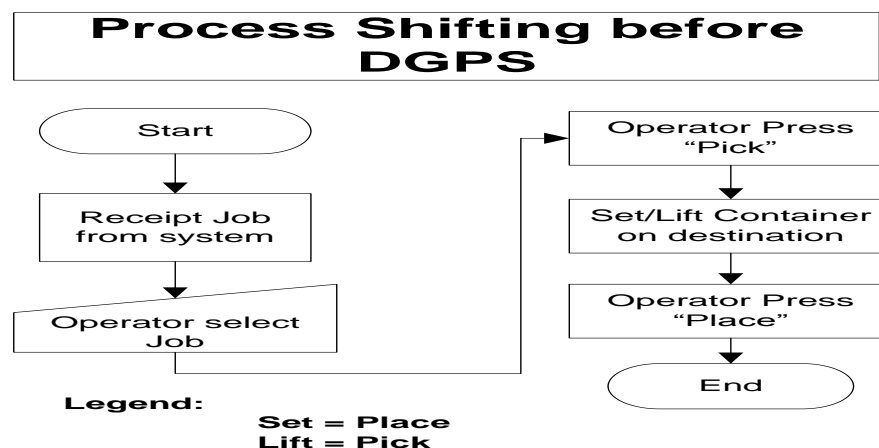 Process Shifting before
DGPS
Start
Receipt Job
from system
Operator select
Job
Operator Press
“Pick”
Set/Lift Container
on destination
Operator Press
“Place”
End
Legend:
Set = Place
Lift = Pick